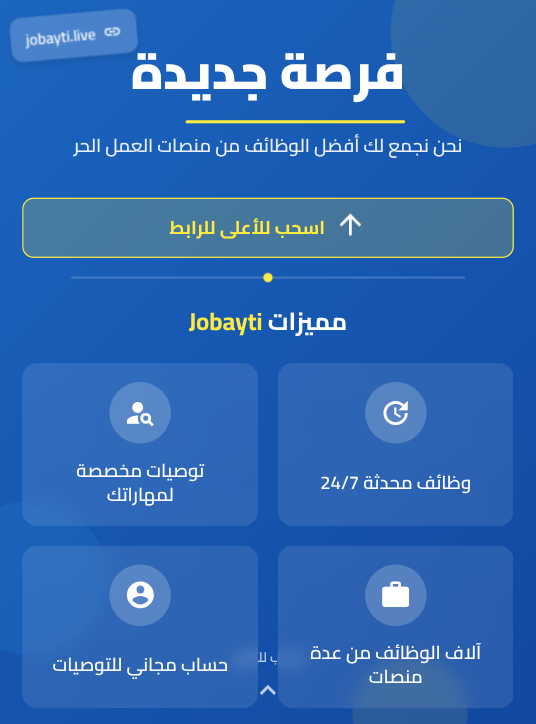 jobayti.live
فرصة جديدة
نحن نجمع لك أفضل الوظائف من منصات العمل الحر
اسحب للأعلى للرابط
مميزات Jobayti
وظائف محدثة 24/7
توصيات مخصصة
لمهاراتك
آلاف الوظائف من عدة
منصات
حساب مجاني للتوصيات